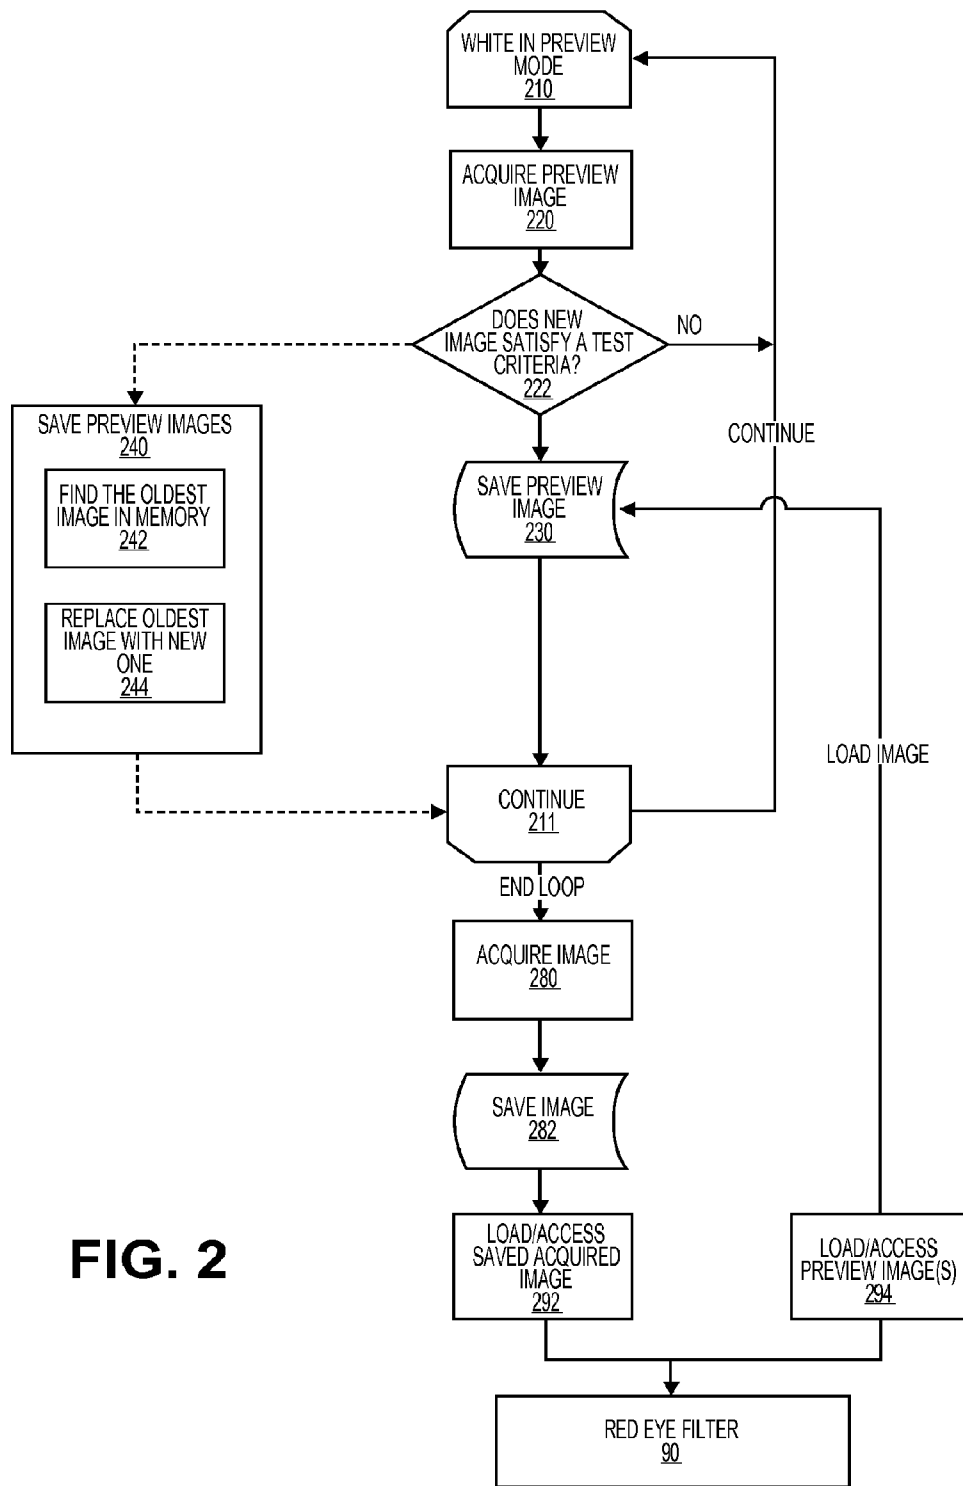 WHITE IN PREVIEW
MODE
210
ACQUIRE PREVIEW
IMAGE
220
DOES NEW
IMAGE SATISFY A TEST
CRITERIA?
222
NO
CONTINUE
SAVE PREVIEW IMAGES
240
FIND THE OLDEST
IMAGE IN MEMORY
242
REPLACE OLDEST
IMAGE WITH NEW
ONE
244
SAVE PREVIEW
IMAGE
230
LOAD IMAGE
CONTINUE
211
END LOOP
ACQUIRE IMAGE
280
SAVE IMAGE
282
LOAD/ACCESS
SAVED ACQUIRED
IMAGE
292
LOAD/ACCESS
PREVIEW IMAGE(S)
294
FIG. 2
RED EYE FILTER
90